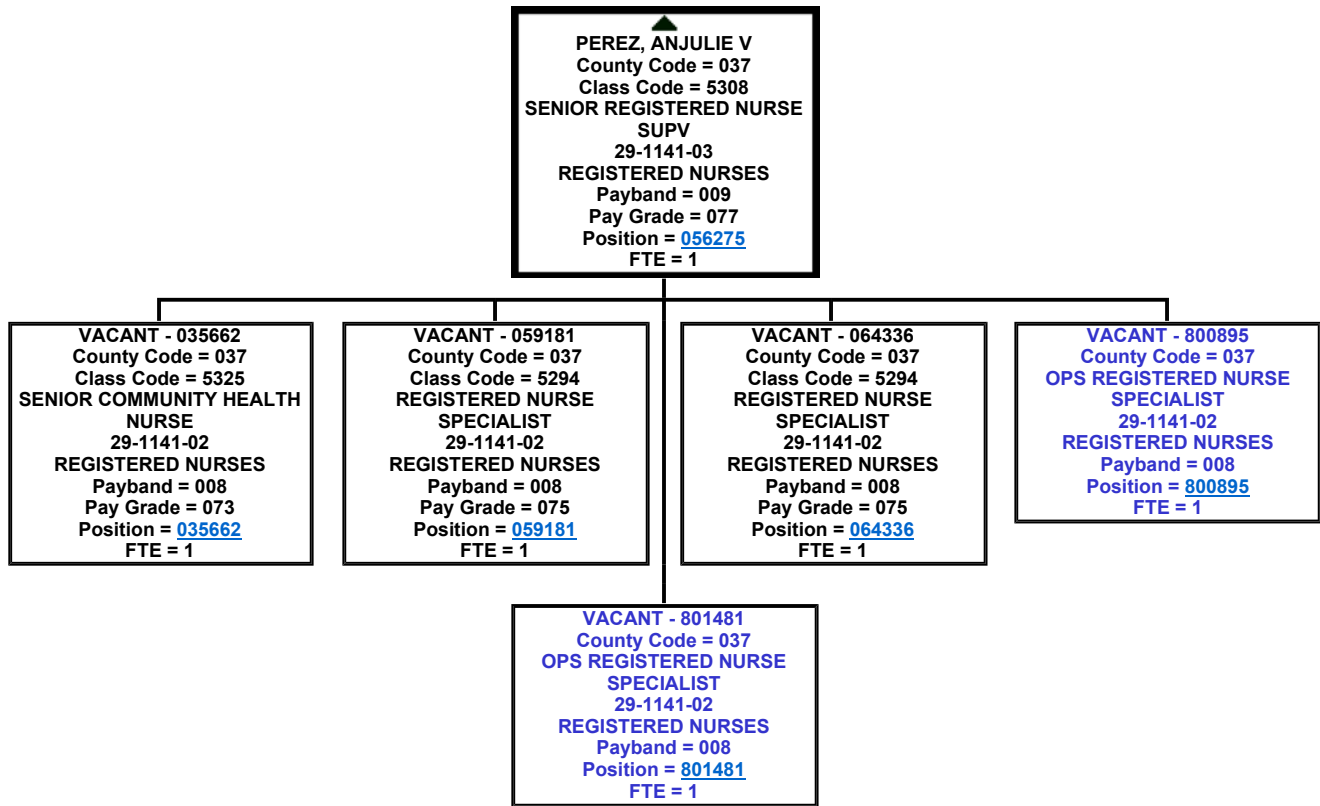 PEREZ, ANJULIE V
County Code = 037
Class Code = 5308
SENIOR REGISTERED NURSE
SUPV
29-1141-03
REGISTERED NURSES
Payband = 009
Pay Grade = 077
Position = 056275
FTE = 1
VACANT - 035662
County Code = 037
Class Code = 5325
SENIOR COMMUNITY HEALTH
NURSE
29-1141-02
REGISTERED NURSES
Payband = 008
Pay Grade = 073
Position = 035662
FTE = 1
VACANT - 059181
County Code = 037
Class Code = 5294
REGISTERED NURSE
SPECIALIST
29-1141-02
REGISTERED NURSES
Payband = 008
Pay Grade = 075
Position = 059181
FTE = 1
VACANT - 064336
County Code = 037
Class Code = 5294
REGISTERED NURSE
SPECIALIST
29-1141-02
REGISTERED NURSES
Payband = 008
Pay Grade = 075
Position = 064336
FTE = 1
VACANT - 800895
County Code = 037
OPS REGISTERED NURSE
SPECIALIST
29-1141-02
REGISTERED NURSES
Payband = 008
Position = 800895
FTE = 1
VACANT - 801481
County Code = 037
OPS REGISTERED NURSE
SPECIALIST
29-1141-02
REGISTERED NURSES
Payband = 008
Position = 801481
FTE = 1